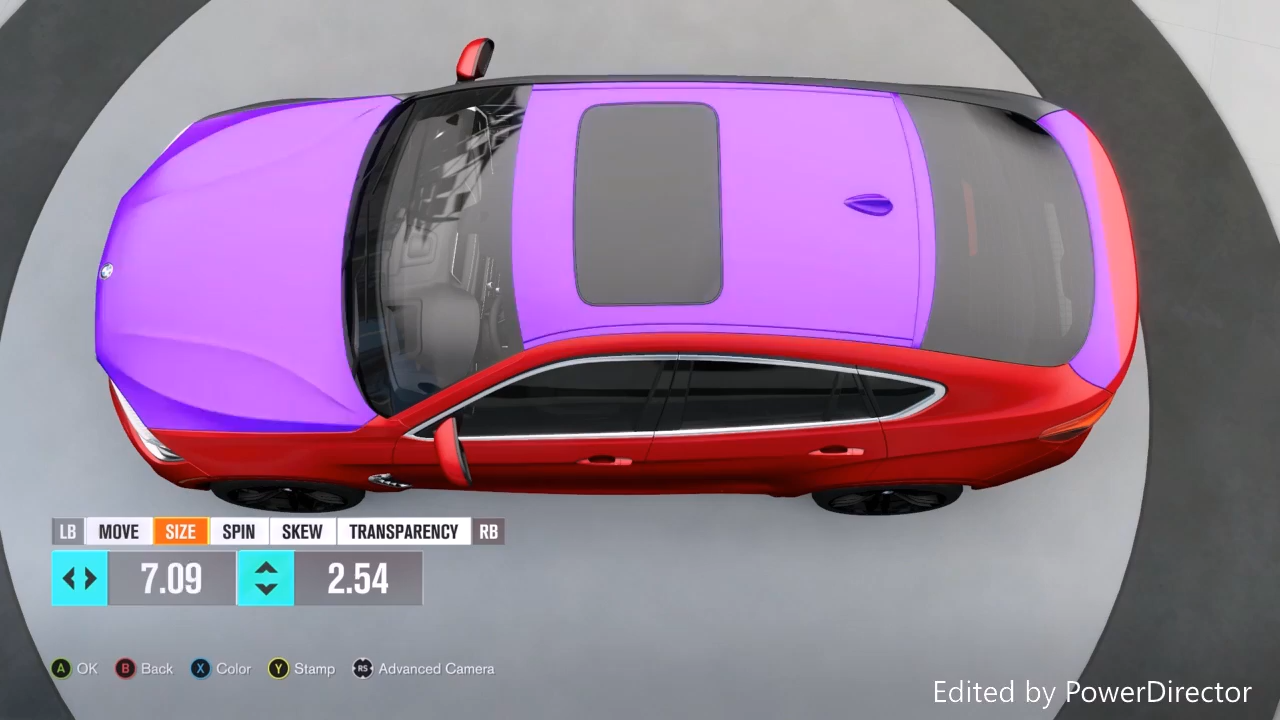 LB MOVE SIZE SPIN SKEW TRANSPARENCY RB
7.09 2.54
A OK B Back X Color Y Stamp RS Advanced Camera
Edited by PowerDirector